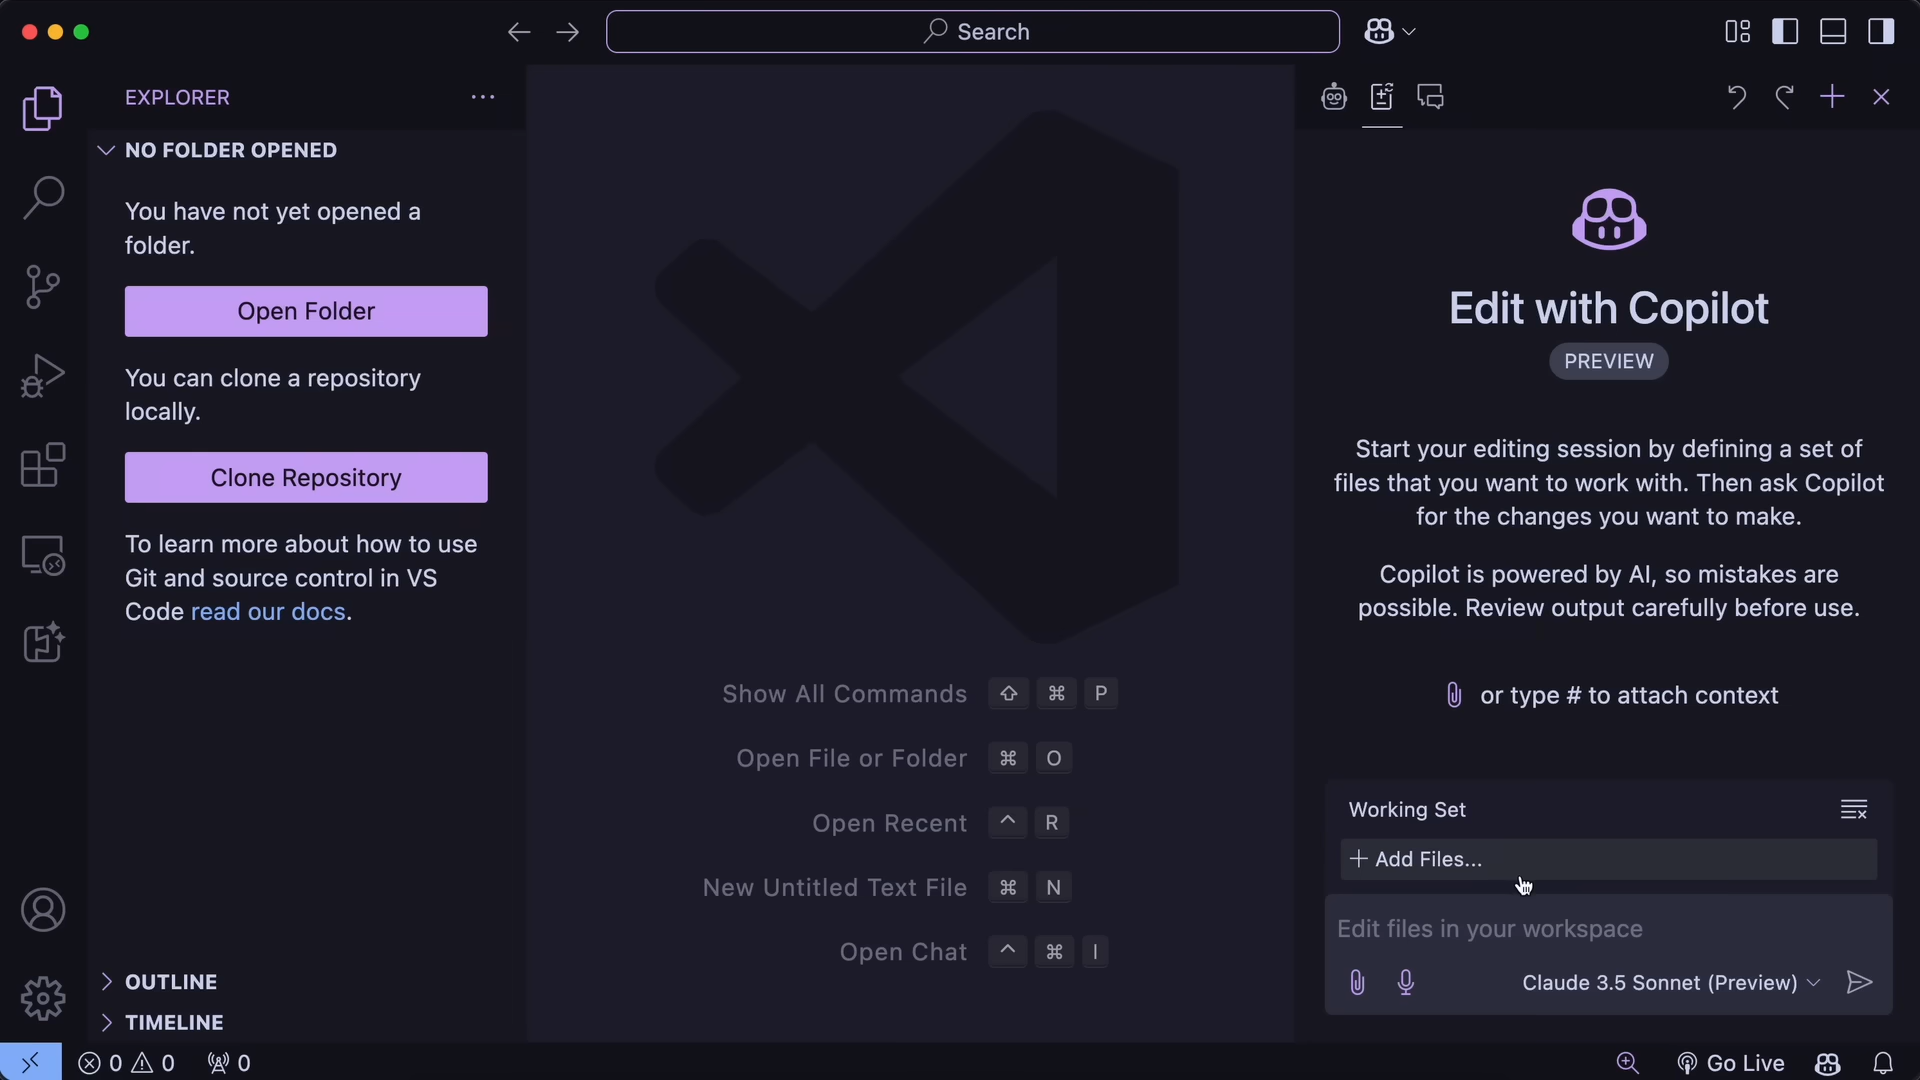 Search
EXPLORER
NO FOLDER OPENED
You have not yet opened a
folder.
Open Folder
You can clone a repository
locally.
Clone Repository
To learn more about how to use
Git and source control in VS
Code read our docs.
OUTLINE
TIMELINE
Show All Commands ⇧ ⌘ P
Open File or Folder ⌘ O
Open Recent ^ R
New Untitled Text File ⌘ N
Open Chat ^ ⌘ I
Edit with Copilot
PREVIEW
Start your editing session by defining a set of
files that you want to work with. Then ask Copilot
for the changes you want to make.
Copilot is powered by AI, so mistakes are
possible. Review output carefully before use.
or type # to attach context
Working Set
+ Add Files...
Edit files in your workspace
Claude 3.5 Sonnet (Preview)
0 0 0
Go Live